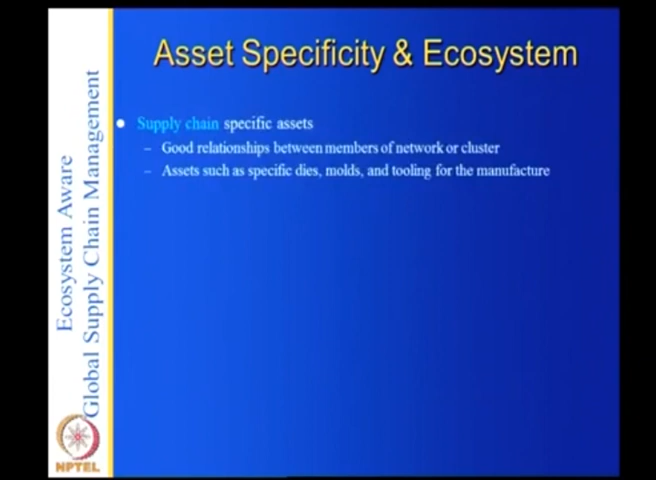 Asset Specificity & Ecosystem
Supply chain specific assets
– Good relationships between members of network or cluster
– Assets such as specific dies, molds, and tooling for the manufacture
Ecosystem Aware
Global Supply Chain Management
NPTEL